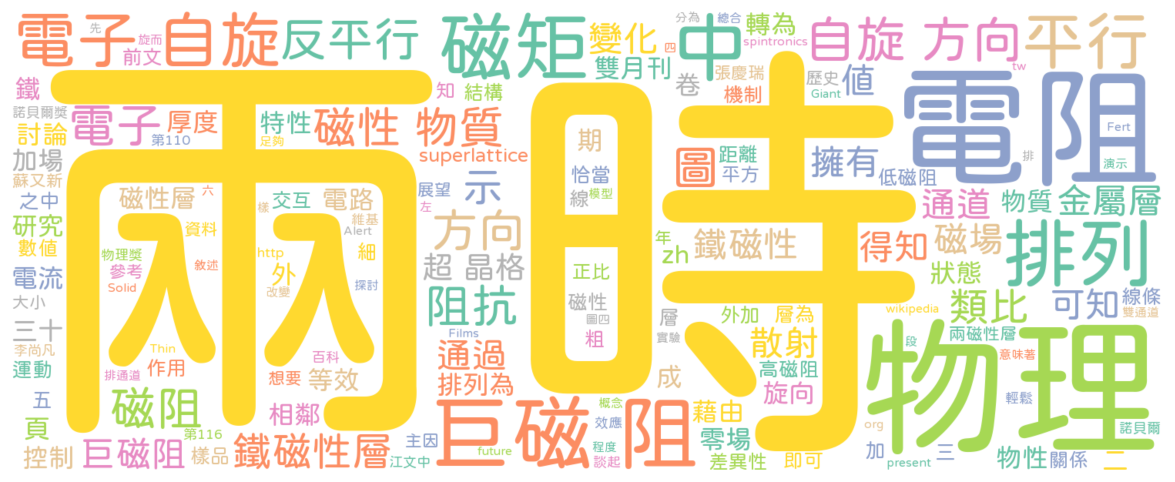 電子自旋
反平行
磁矩
變化
中
轉為
自旋 方向
平行
先
旋而
前文
雙月刊
四
分為
總合
spintronics
tw
張慶瑞
歷史
值
卷
機制
Giant
鐵
諾貝爾獎
討論
電子
第110
厚度
特性
足夠
磁性 物質
知
結構
superlattice
兩
時
期
恰當
線
模型
圖
距離
平方
擁有
低磁阻
電阻
Fert
排
演示
加場
蘇又新
之中
磁性層
六
交互
電路
展望
左
示
研究
數值
資料
維基
樣
Alert
方向
通道
物質
金屬層
物理獎
參考
敘述
http
外
細
改變
探討
超 晶格
正比
年
zh
鐵磁性
得知
磁場
排列
電流
大小
Solid
阻抗
磁性
圖四
粗
層
實驗
外加
層為
狀態
類比
可知
線條
雙通道
wikipedia
三十
李尚凡
運動
Thin
作用
排通道
百科
想要
等效
Films
通過
排列為
成
散射
高磁阻
旋向
兩磁性層
段
意味著
輕鬆
物理
五
頁
磁阻
相鄰
第116
巨磁阻
概念
效應
藉由
零場
控制
巨磁阻
樣品
鐵磁性層
主因
江文中
future
程度
談起
差異性
即可
org
加
present
三
物性
關係
二
諾貝爾